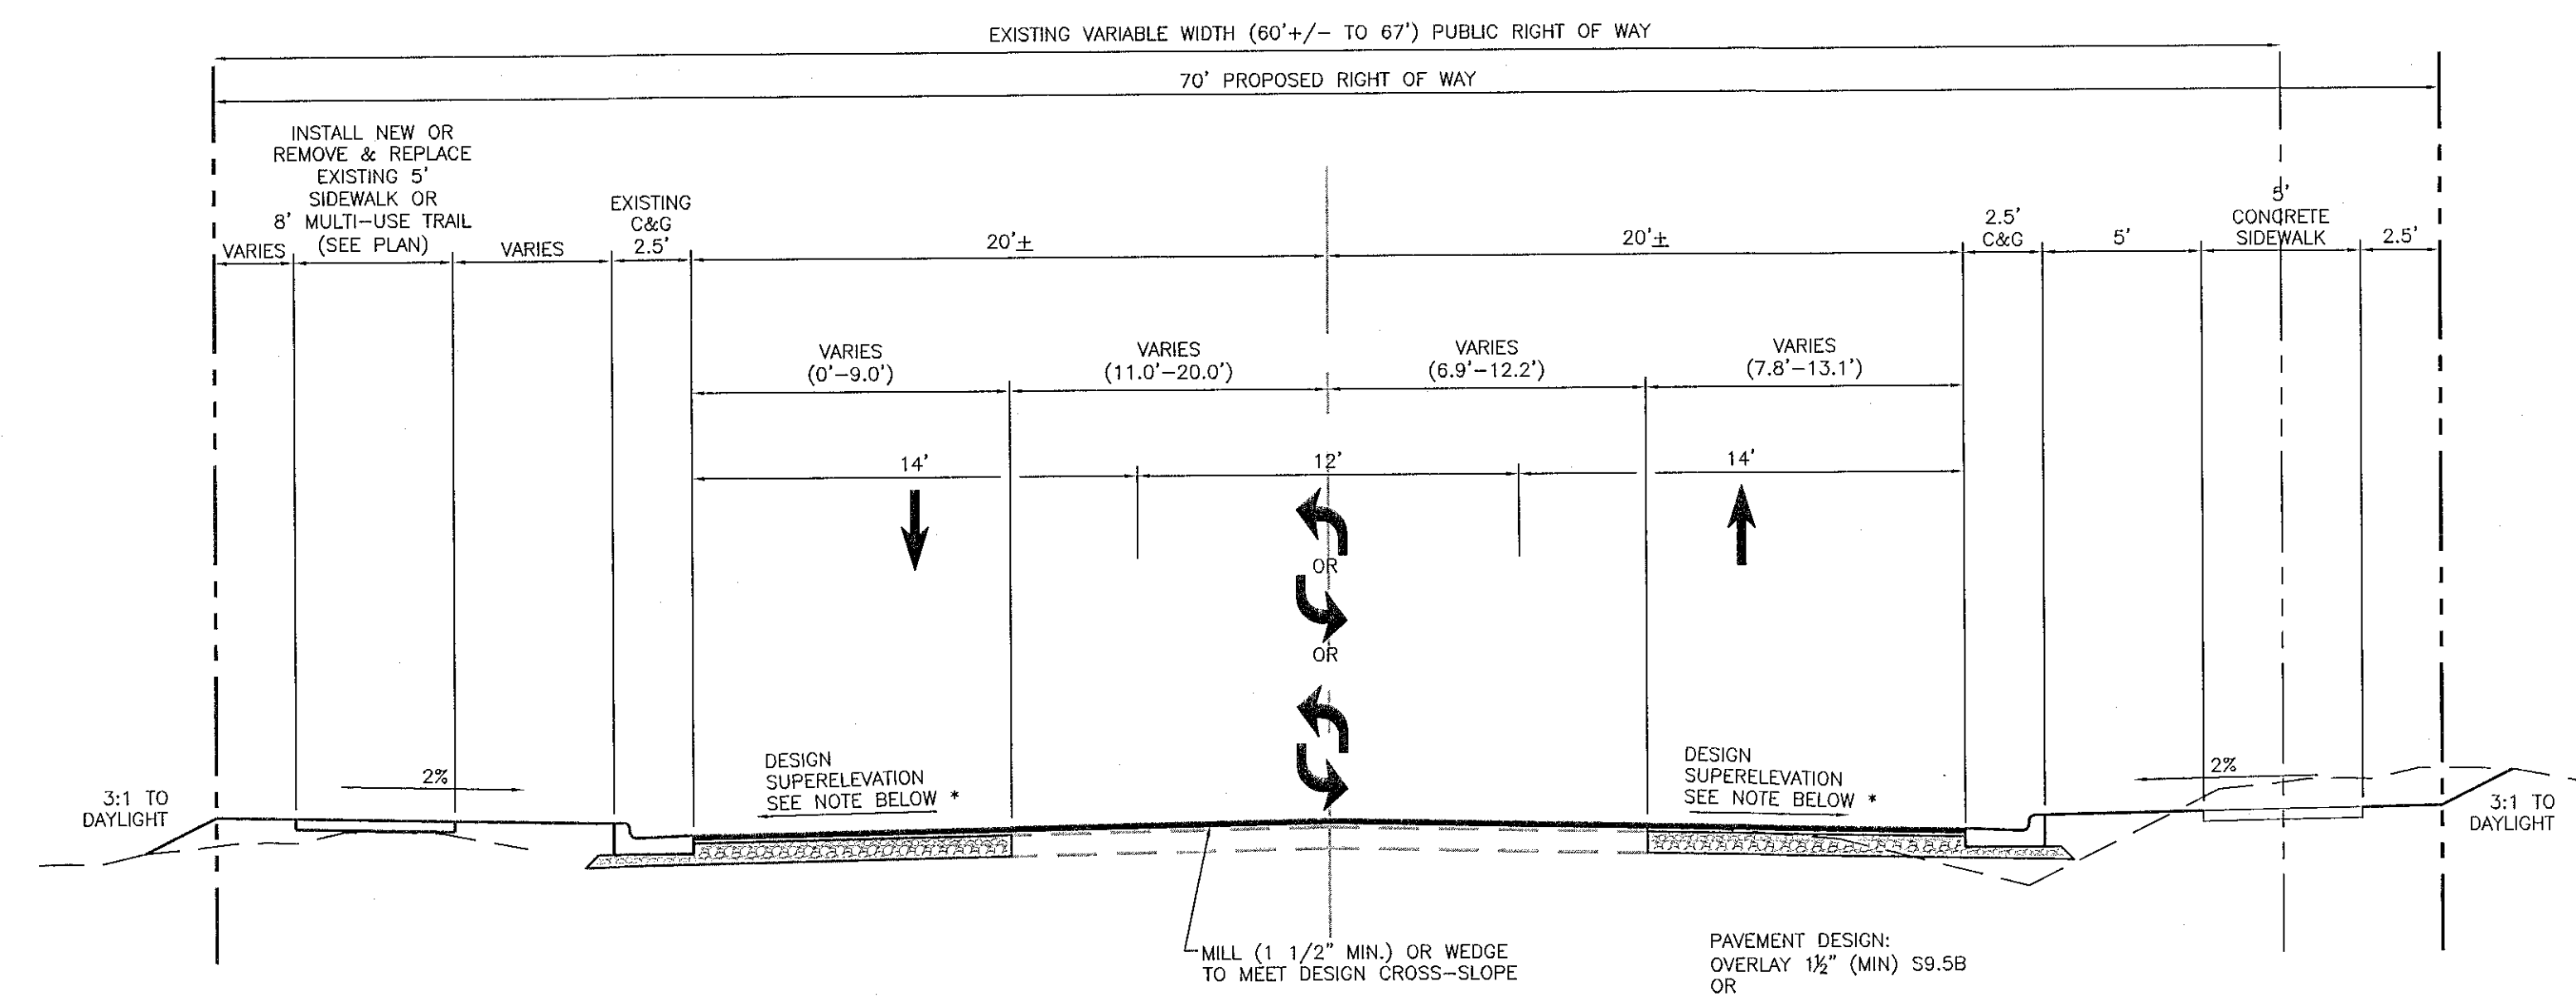 EXISTING VARIABLE WIDTH (60'+/- TO 67') PUBLIC RIGHT OF WAY
70' PROPOSED RIGHT OF WAY
INSTALL NEW OR
REMOVE & REPLACE
EXISTING 5'
SIDEWALK OR
8' MULTI-USE TRAIL
(SEE PLAN)
VARIES
VARIES
EXISTING
C&G
2.5'
20'±
20'±
2.5'
C&G
5'
5'
CONCRETE
SIDEWALK
2.5'
VARIES
(0'-9.0')
VARIES
(11.0'-20.0')
VARIES
(6.9'-12.2')
VARIES
(7.8'-13.1')
14'
12'
14'
OR
OR
DESIGN
SUPERELEVATION
SEE NOTE BELOW *
DESIGN
SUPERELEVATION
SEE NOTE BELOW *
2%
2%
3:1 TO
DAYLIGHT
3:1 TO
DAYLIGHT
MILL (1 1/2" MIN.) OR WEDGE
TO MEET DESIGN CROSS-SLOPE
PAVEMENT DESIGN:
OVERLAY 1½" (MIN) S9.5B
OR